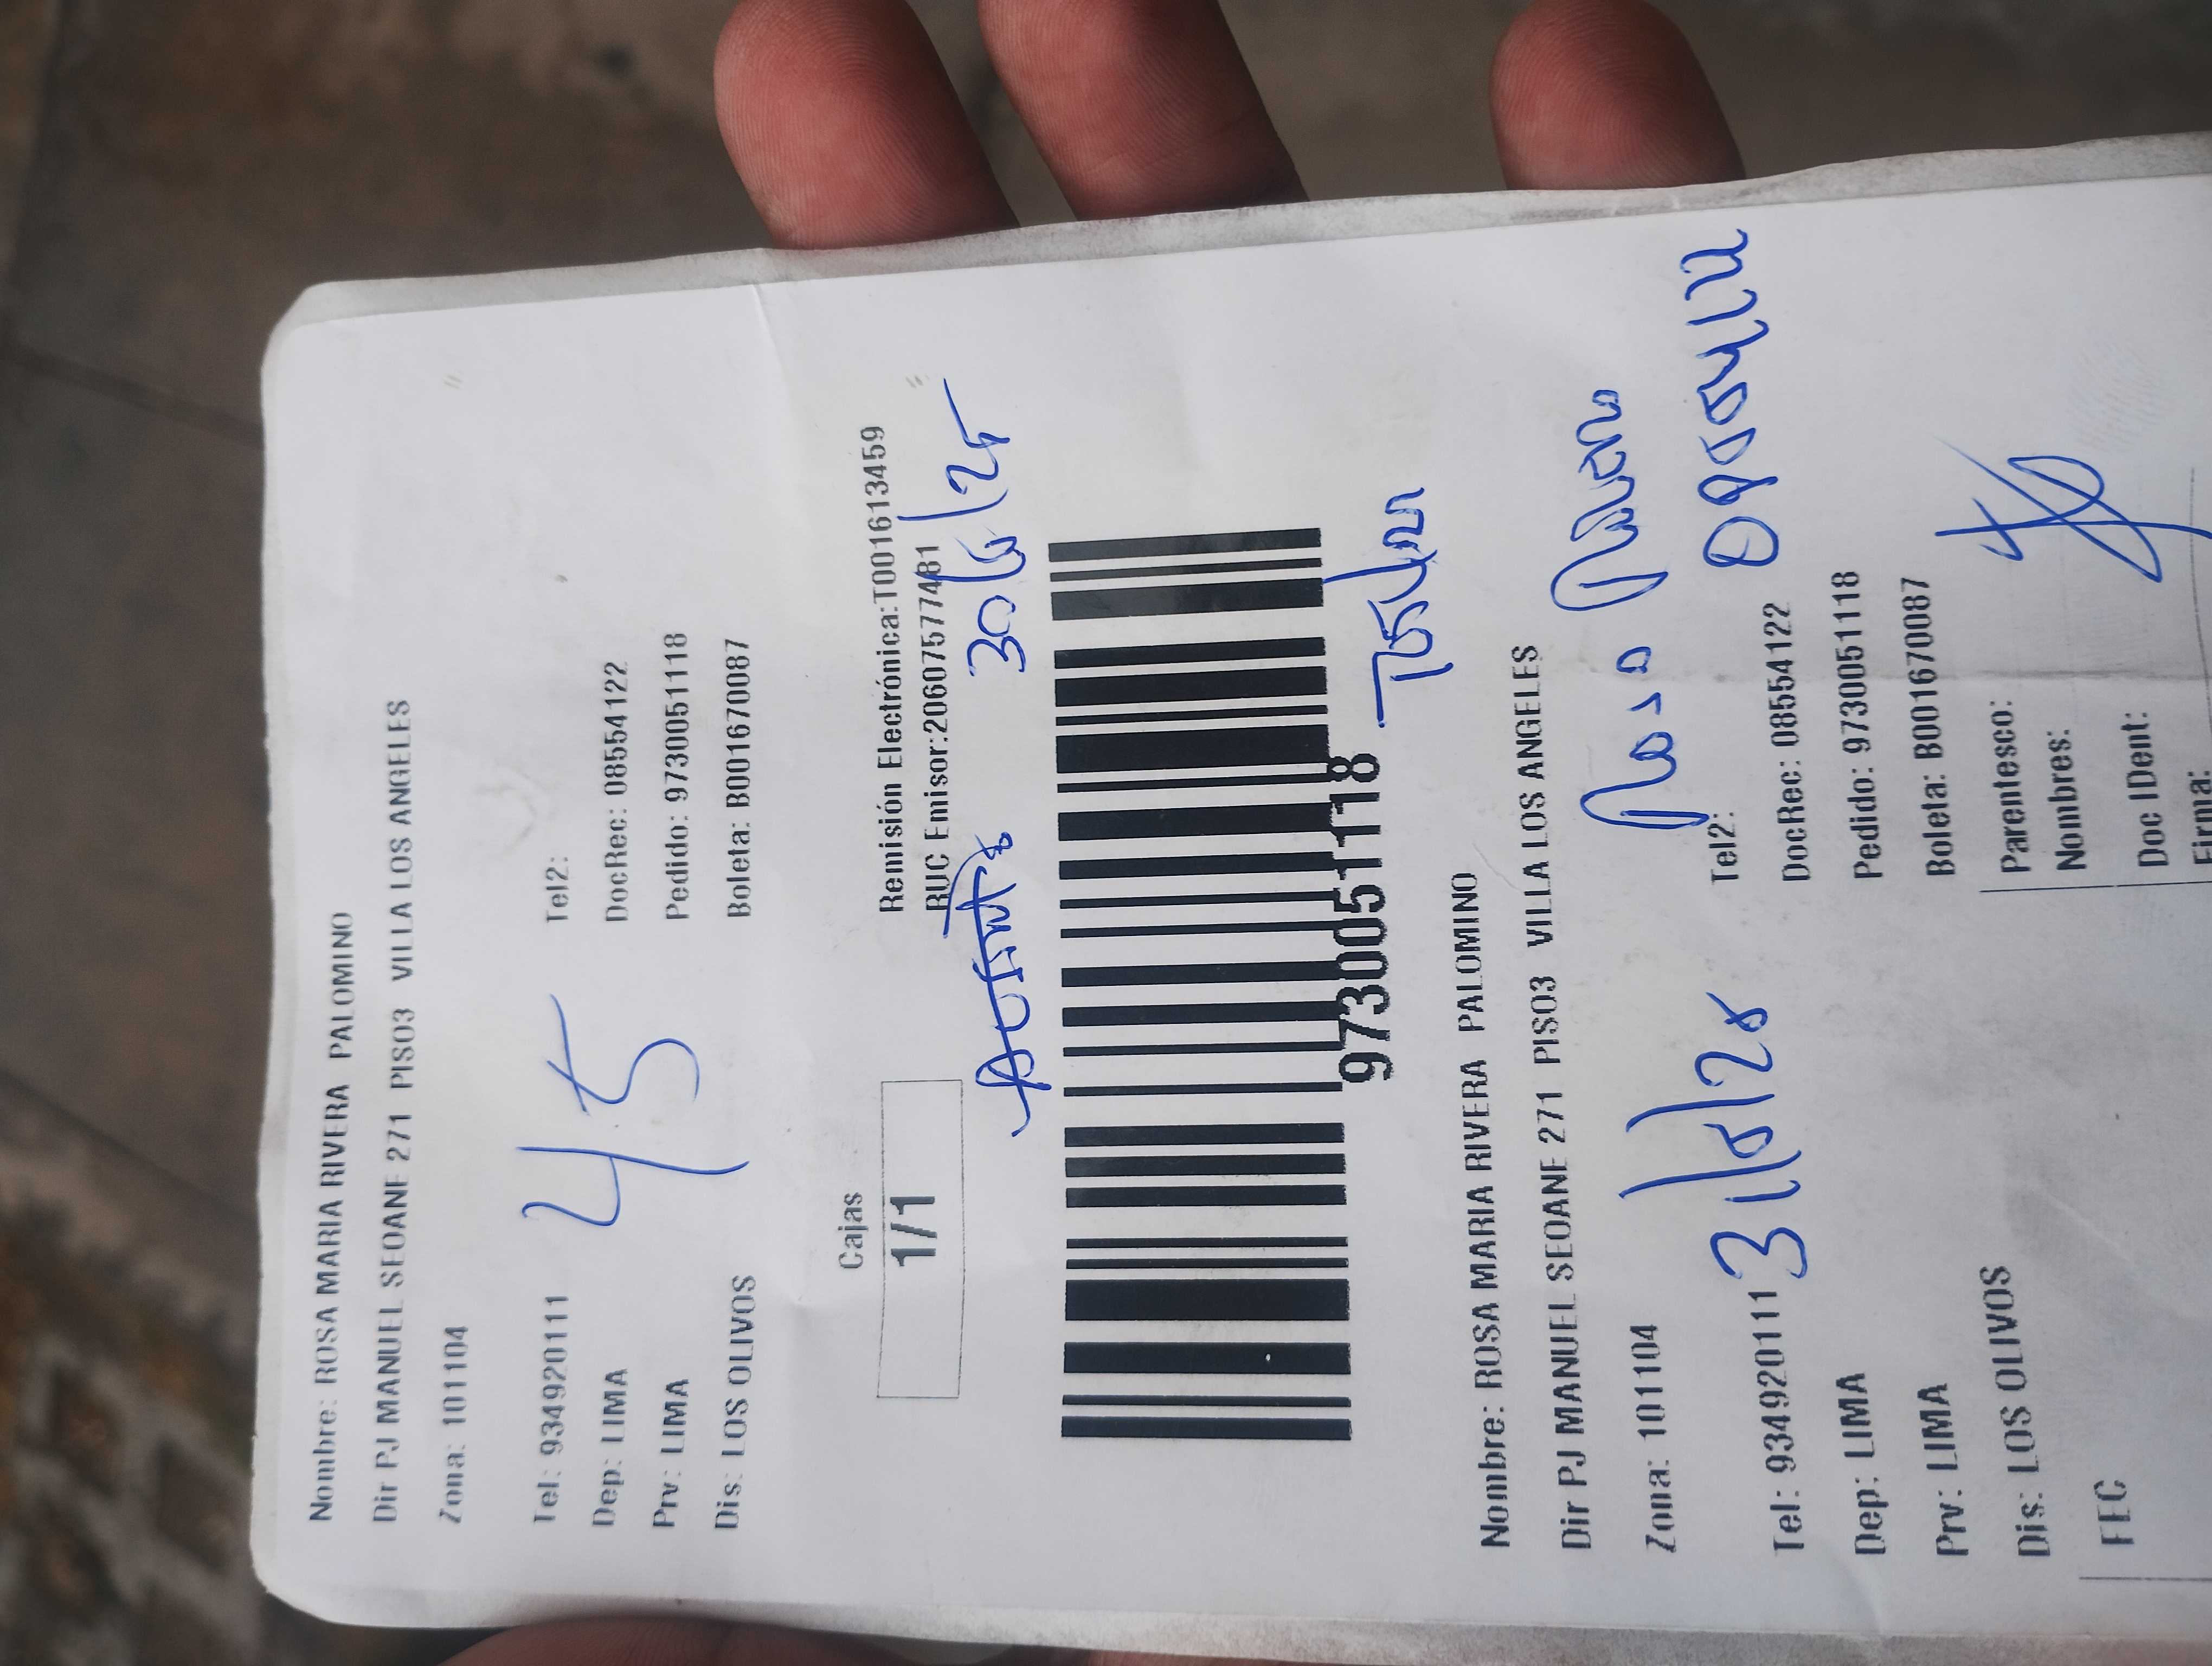 Nombre: ROSA MARIA RIVERA PALOMINO
Dir PJ MANUEL SEOANE 271 PISO3 VILLA LOS ANGELES
Zona: 101104
45
Tel: 934920111 Tel2:
Dep: LIMA DocRec: 08554122
Prv: LIMA Pedido: 973005118
Dis: LOS OLIVOS Boleta: B001670087
Cajas
1/1
Remisión Electrónica:T001613459
RUC Emisor:20607577481
9730051118
Nombre: ROSA MARIA RIVERA PALOMINO
Dir PJ MANUEL SEOANE 271 PISO3 VILLA LOS ANGELES
Zona: 101104
Rosa
Tel: 934920111 Tel2:
Dep: LIMA DocRec: 08554122
Prv: LIMA Pedido: 9730051118
Dis: LOS OLIVOS Boleta: B001670087
FEC
Parentesco:
Nombres:
Doc IDent:
Firma: